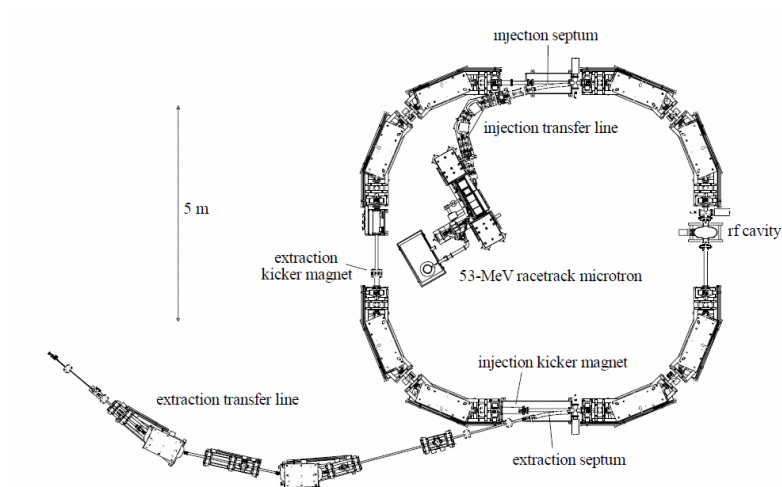 injection septum
injection transfer line
5 m
rf cavity
extraction
kicker magnet
53-MeV racetrack microtron
injection kicker magnet
extraction transfer line
extraction septum